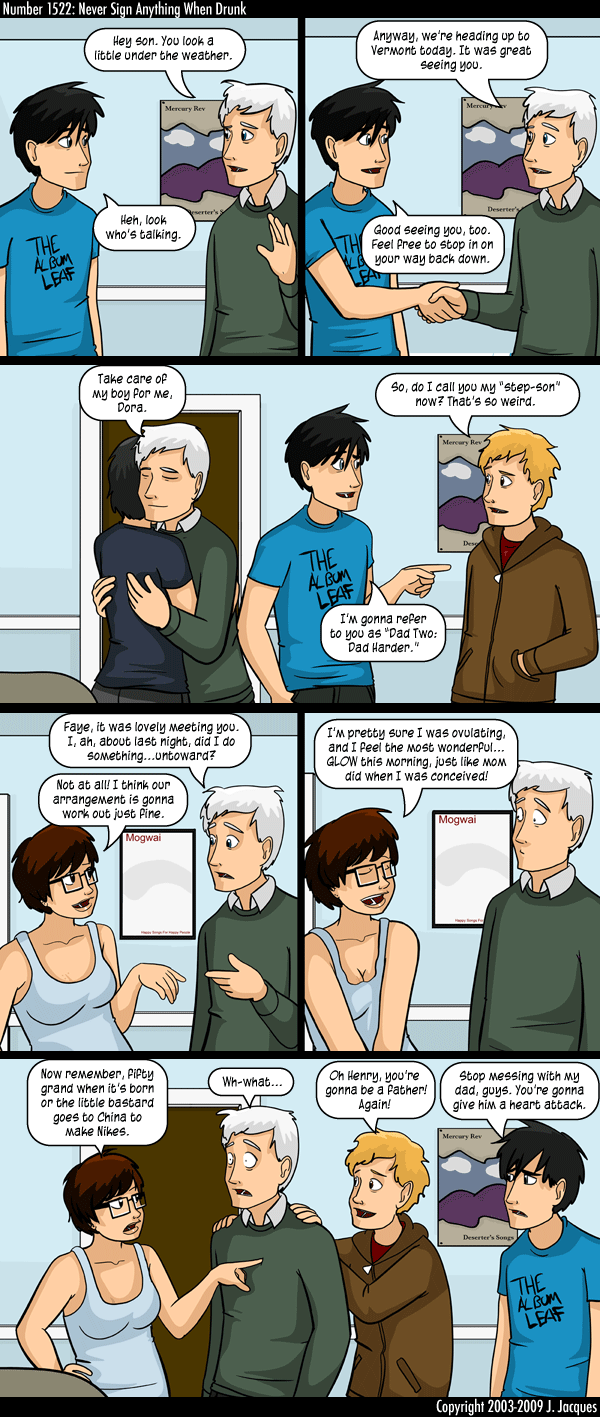 Number 1522: Never Sign Anything When Drunk
Hey son. You look a
little under the weather.
Mercury Rev
Heh, look
who's talking.
THE
ALBUM
LEAF
Deserter's S
Anyway, we're heading up to
Vermont today. It was great
seeing you.
Mercury
Good seeing you, too.
Feel free to stop in on
your way back down.
TH
AL
Deserter's
Take care of
my boy for me,
Dora.
So, do I call you my "step-son"
now? That's so weird.
Mercury Rev
THE
ALBUM
LEAF
Deser
I'm gonna refer
to you as "Dad Two:
Dad Harder."
Faye, it was lovely meeting you.
I, ah, about last night, did I do
something...untoward?
Not at all! I think our
arrangement is gonna
work out just fine.
Mogwai
Happy Songs For Happy People
I'm pretty sure I was ovulating,
and I feel the most wonderful...
GLOW this morning, just like mom
did when I was conceived!
Mogwai
Happy Songs For
Now remember, fifty
grand when it's born
or the little bastard
goes to China to
make Nikes.
Wh-what...
Oh Henry, you're
gonna be a father!
Again!
Stop messing with my
dad, guys. You're gonna
give him a heart attack.
Mercury Rev
Deserter's Songs
THE
ALBUM
LEAF
Copyright 2003-2009 J. Jacques